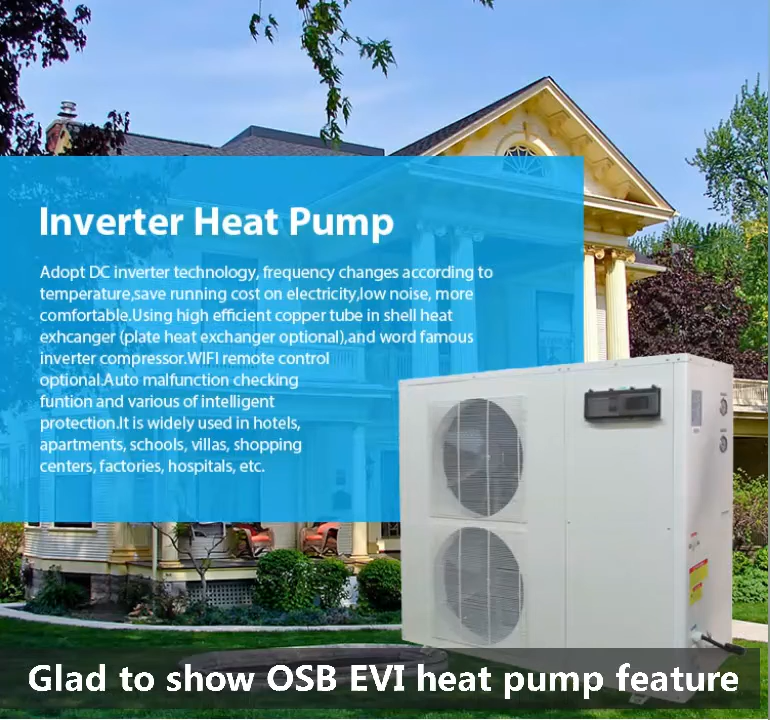 Inverter Heat Pump
Adopt DC inverter technology, frequency changes according to
temperature,save running cost on electricity,low noise, more
comfortable.Using high efficient copper tube in shell heat
exhcanger (plate heat exchanger optional),and word famous
inverter compressor.WIFI remote control
optional.Auto malfunction checking
funtion and various of intelligent
protection.It is widely used in hotels,
apartments, schools, villas, shopping
centers, factories, hospitals, etc.
Glad to show OSB EVI heat pump feature